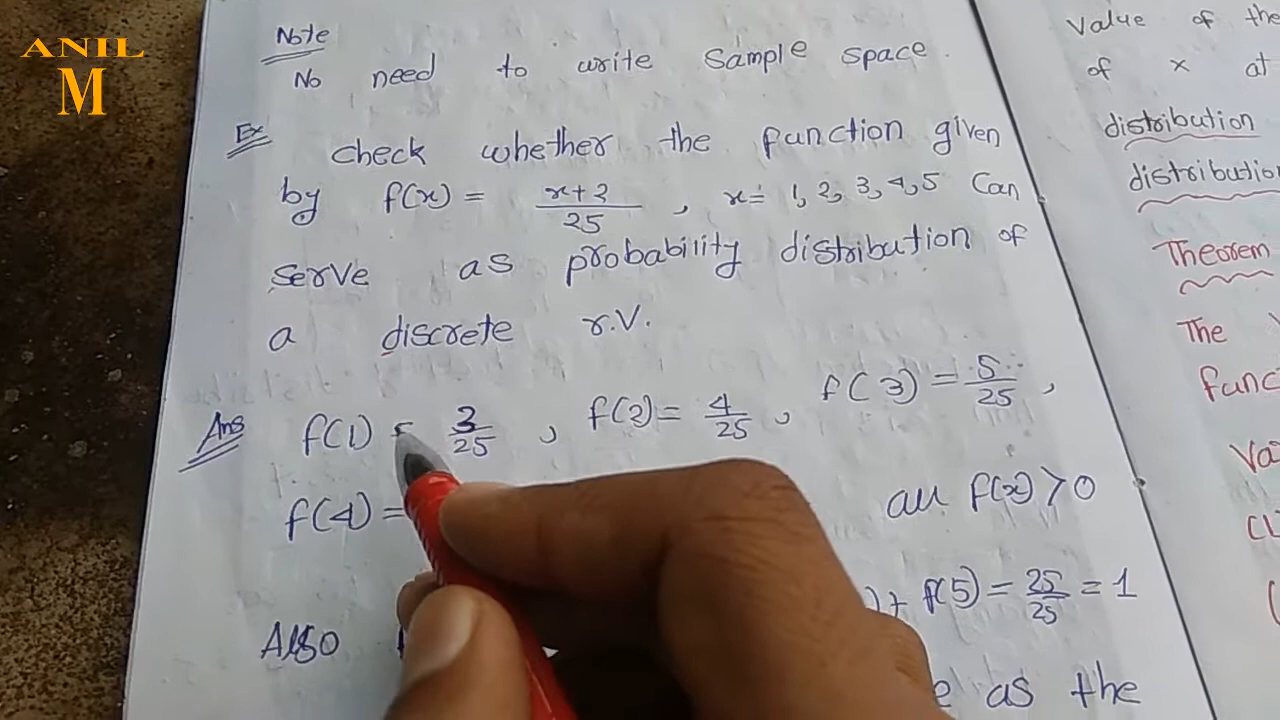 ANIL
M
Note
No need to write sample space.
Ex
check whether the function given
by f(x) = x+2/25 , x = 1, 2, 3, 4, 5 Can
serve as probability distribution of
a discrete r.V.
Ans
f(1) = 3/25 , f(2) = 4/25 , f(3) = 5/25 ,
f(4) =
all f(x) > 0
Also
)+ f(5) = 25/25 = 1
as the
Value of the
of x at
distribution
Theorem
The